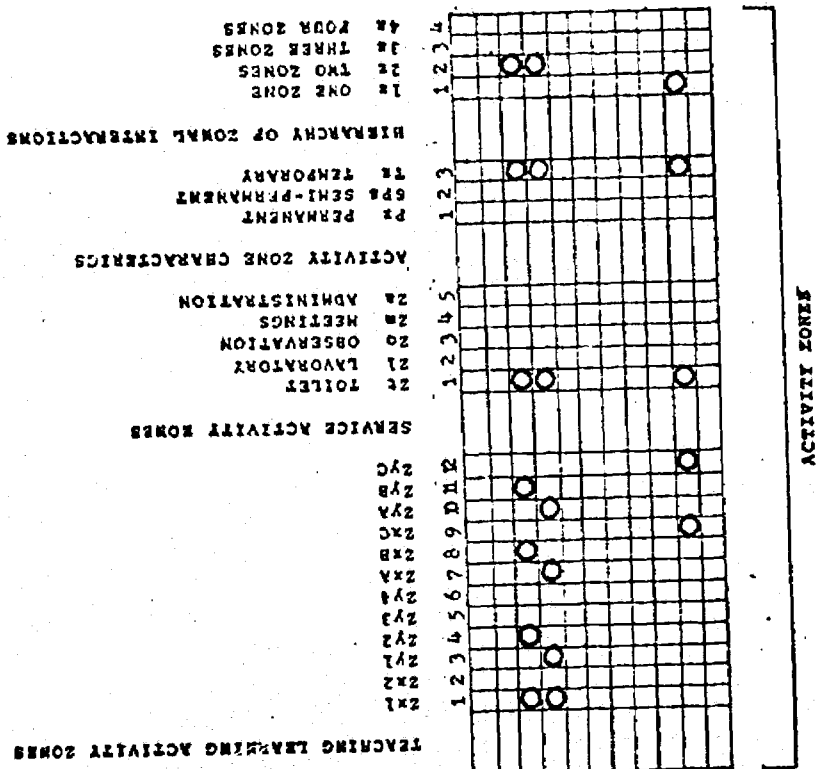 ACTIVITY ZONES
TEACHING LEARNING ACTIVITY ZONES
Zx1 1
Zx2 2
Zy1 3
Zy2 4
Zy3 5
Zy4 6
ZxA 7
ZxB 8
ZxC 9
ZyA 10
ZyB 11
ZyC 12
SERVICE ACTIVITY ZONES
Zt TOILET 1
Zl LAVORATORY 2
Zo OBSERVATION 3
Zm MEETINGS 4
Za ADMINISTRATION 5
ACTIVITY ZONE CHARACTERICS
Pz PERMANENT 1
SPz SEMI-PERMANENT 2
Tz TEMPORARY 3
HIERARCHY OF ZONAL INTERACTIONS
1z ONE ZONE 1
2z TWO ZONES 2
3z THREE ZONES 3
4z FOUR ZONES 4